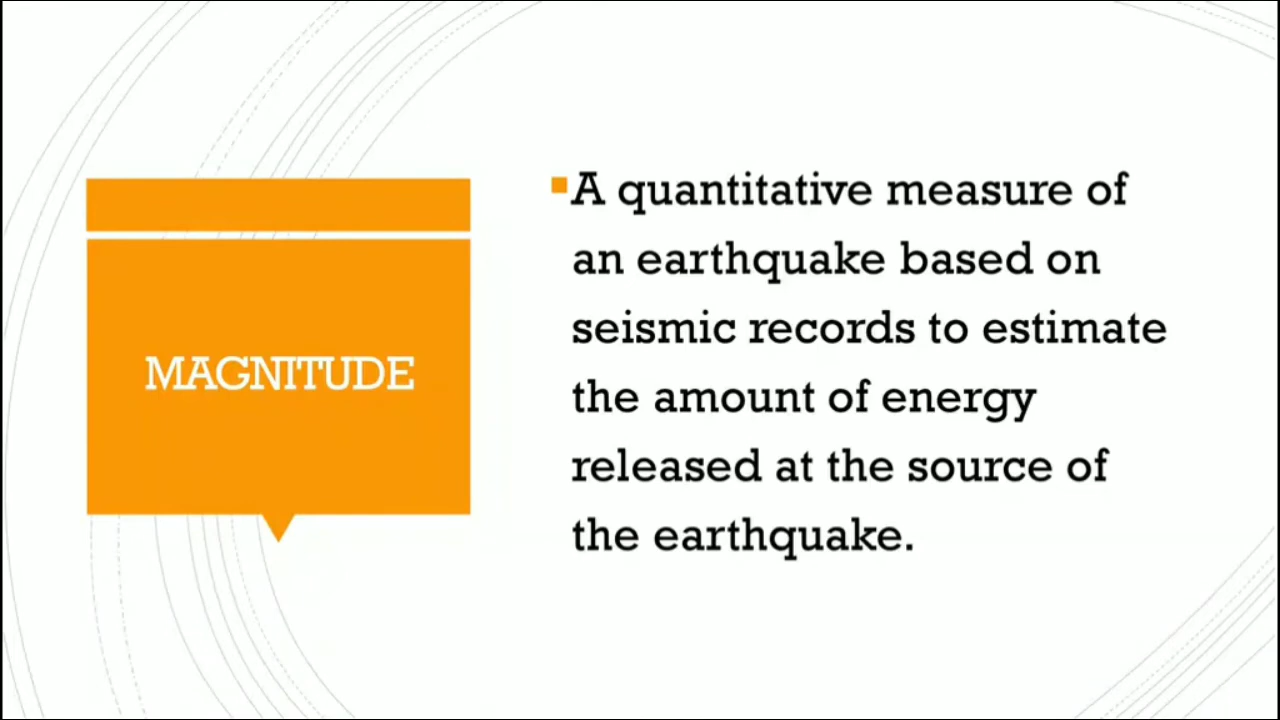 MAGNITUDE
A quantitative measure of
an earthquake based on
seismic records to estimate
the amount of energy
released at the source of
the earthquake.